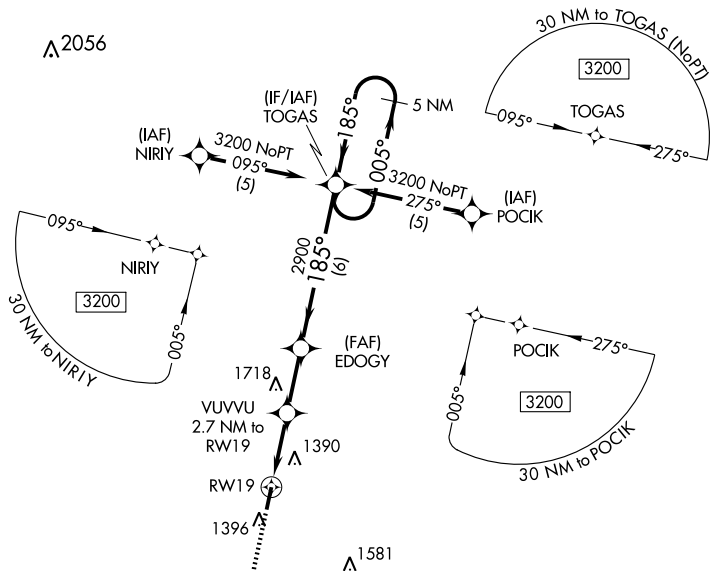 2056
30 NM to TOGAS (NoPT)
3200
TOGAS
095°
275°
(IF/IAF)
TOGAS
5 NM
185°
005°
(IAF)
NIRIY
3200 NoPT
095°
(5)
3200 NoPT
275°
(5)
(IAF)
POCIK
095°
NIRIY
3200
005°
30 NM to NIRIY
2900
185°
(6)
(FAF)
EDOGY
POCIK
275°
005°
3200
30 NM to POCIK
1718
VUVVU
2.7 NM to
RW19
1390
RW19
1396
1581